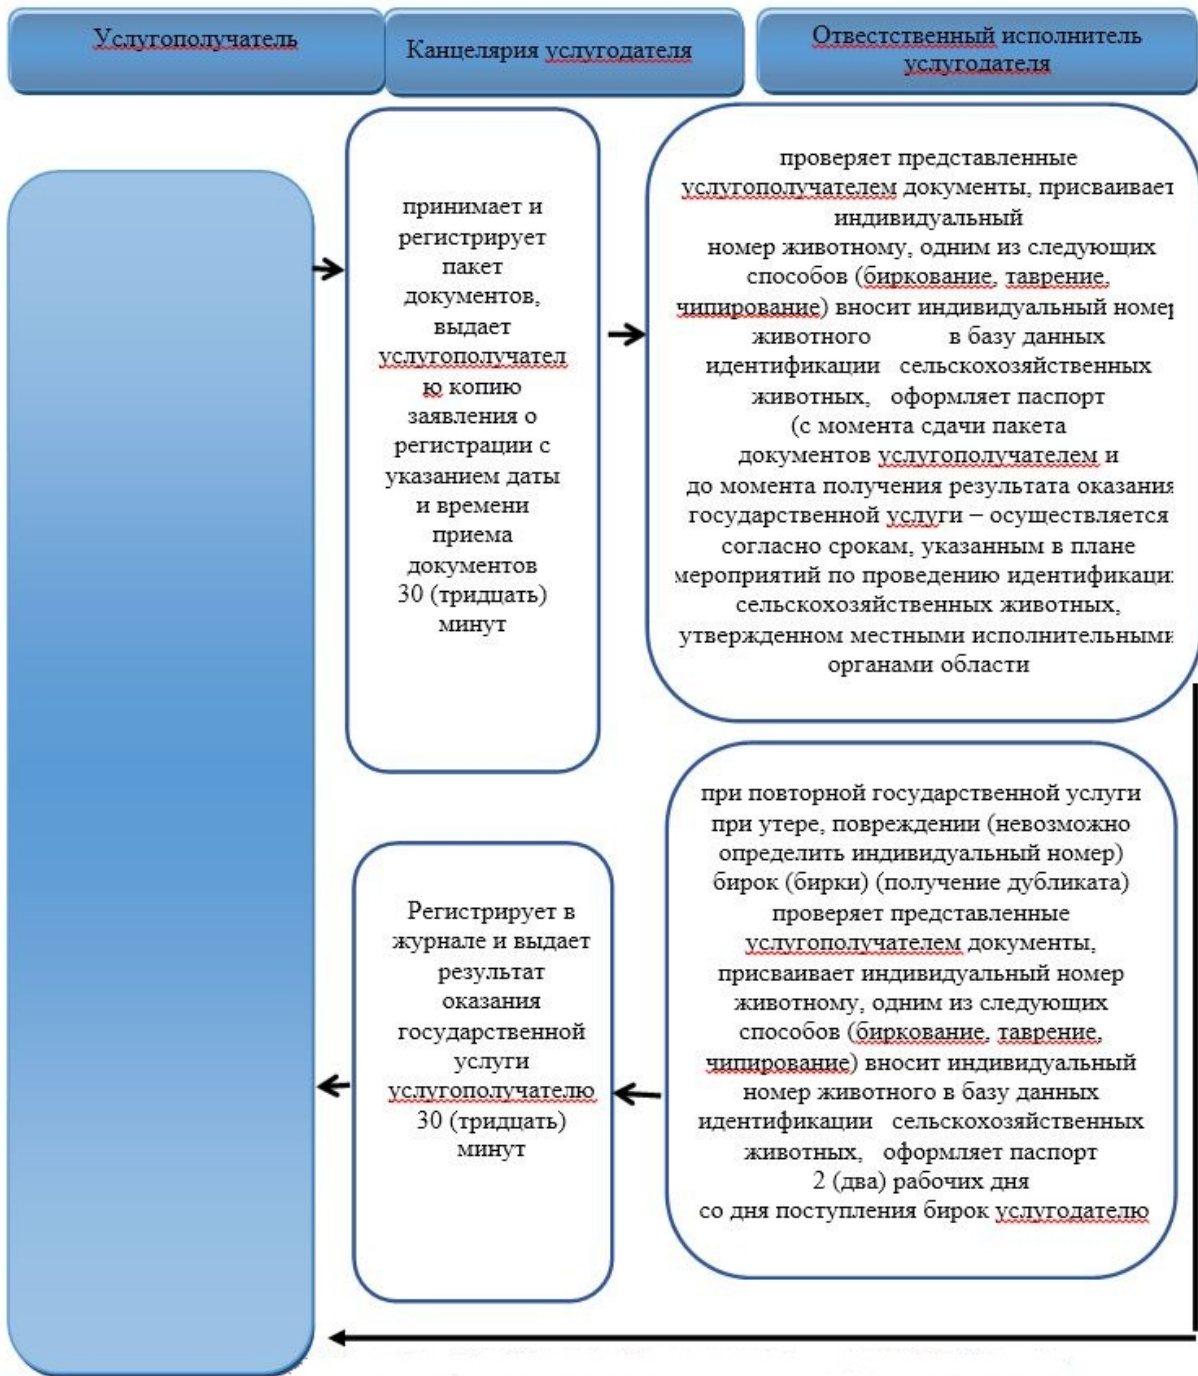 Услугополучатель
Канцелярия услугодателя
Отвестственный исполнитель
услугодателя
принимает и
регистрирует
пакет
документов,
выдает
услугополучател
ю копию
заявления о
регистрации с
указанием даты
и времени
приема
документов
30 (тридцать)
минут
проверяет представленные
услугополучателем документы, присваивает
индивидуальный
номер животному, одним из следующих
способов (биркование, таврение,
чипирование) вносит индивидуальный номер
животного в базу данных
идентификации сельскохозяйственных
животных, оформляет паспорт
(с момента сдачи пакета
документов услугополучателем и
до момента получения результата оказания
государственной услуги – осуществляется
согласно срокам, указанным в плане
мероприятий по проведению идентификации
сельскохозяйственных животных,
утвержденном местными исполнительными
органами области
Регистрирует в
журнале и выдает
результат
оказания
государственной
услуги
услугополучателю
30 (тридцать)
минут
при повторной государственной услуги
при утере, повреждении (невозможно
определить индивидуальный номер)
бирок (бирки) (получение дубликата)
проверяет представленные
услугополучателем документы,
присваивает индивидуальный номер
животному, одним из следующих
способов (биркование, таврение,
чипирование) вносит индивидуальный
номер животного в базу данных
идентификации сельскохозяйственных
животных, оформляет паспорт
2 (два) рабочих дня
со дня поступления бирок услугодателю